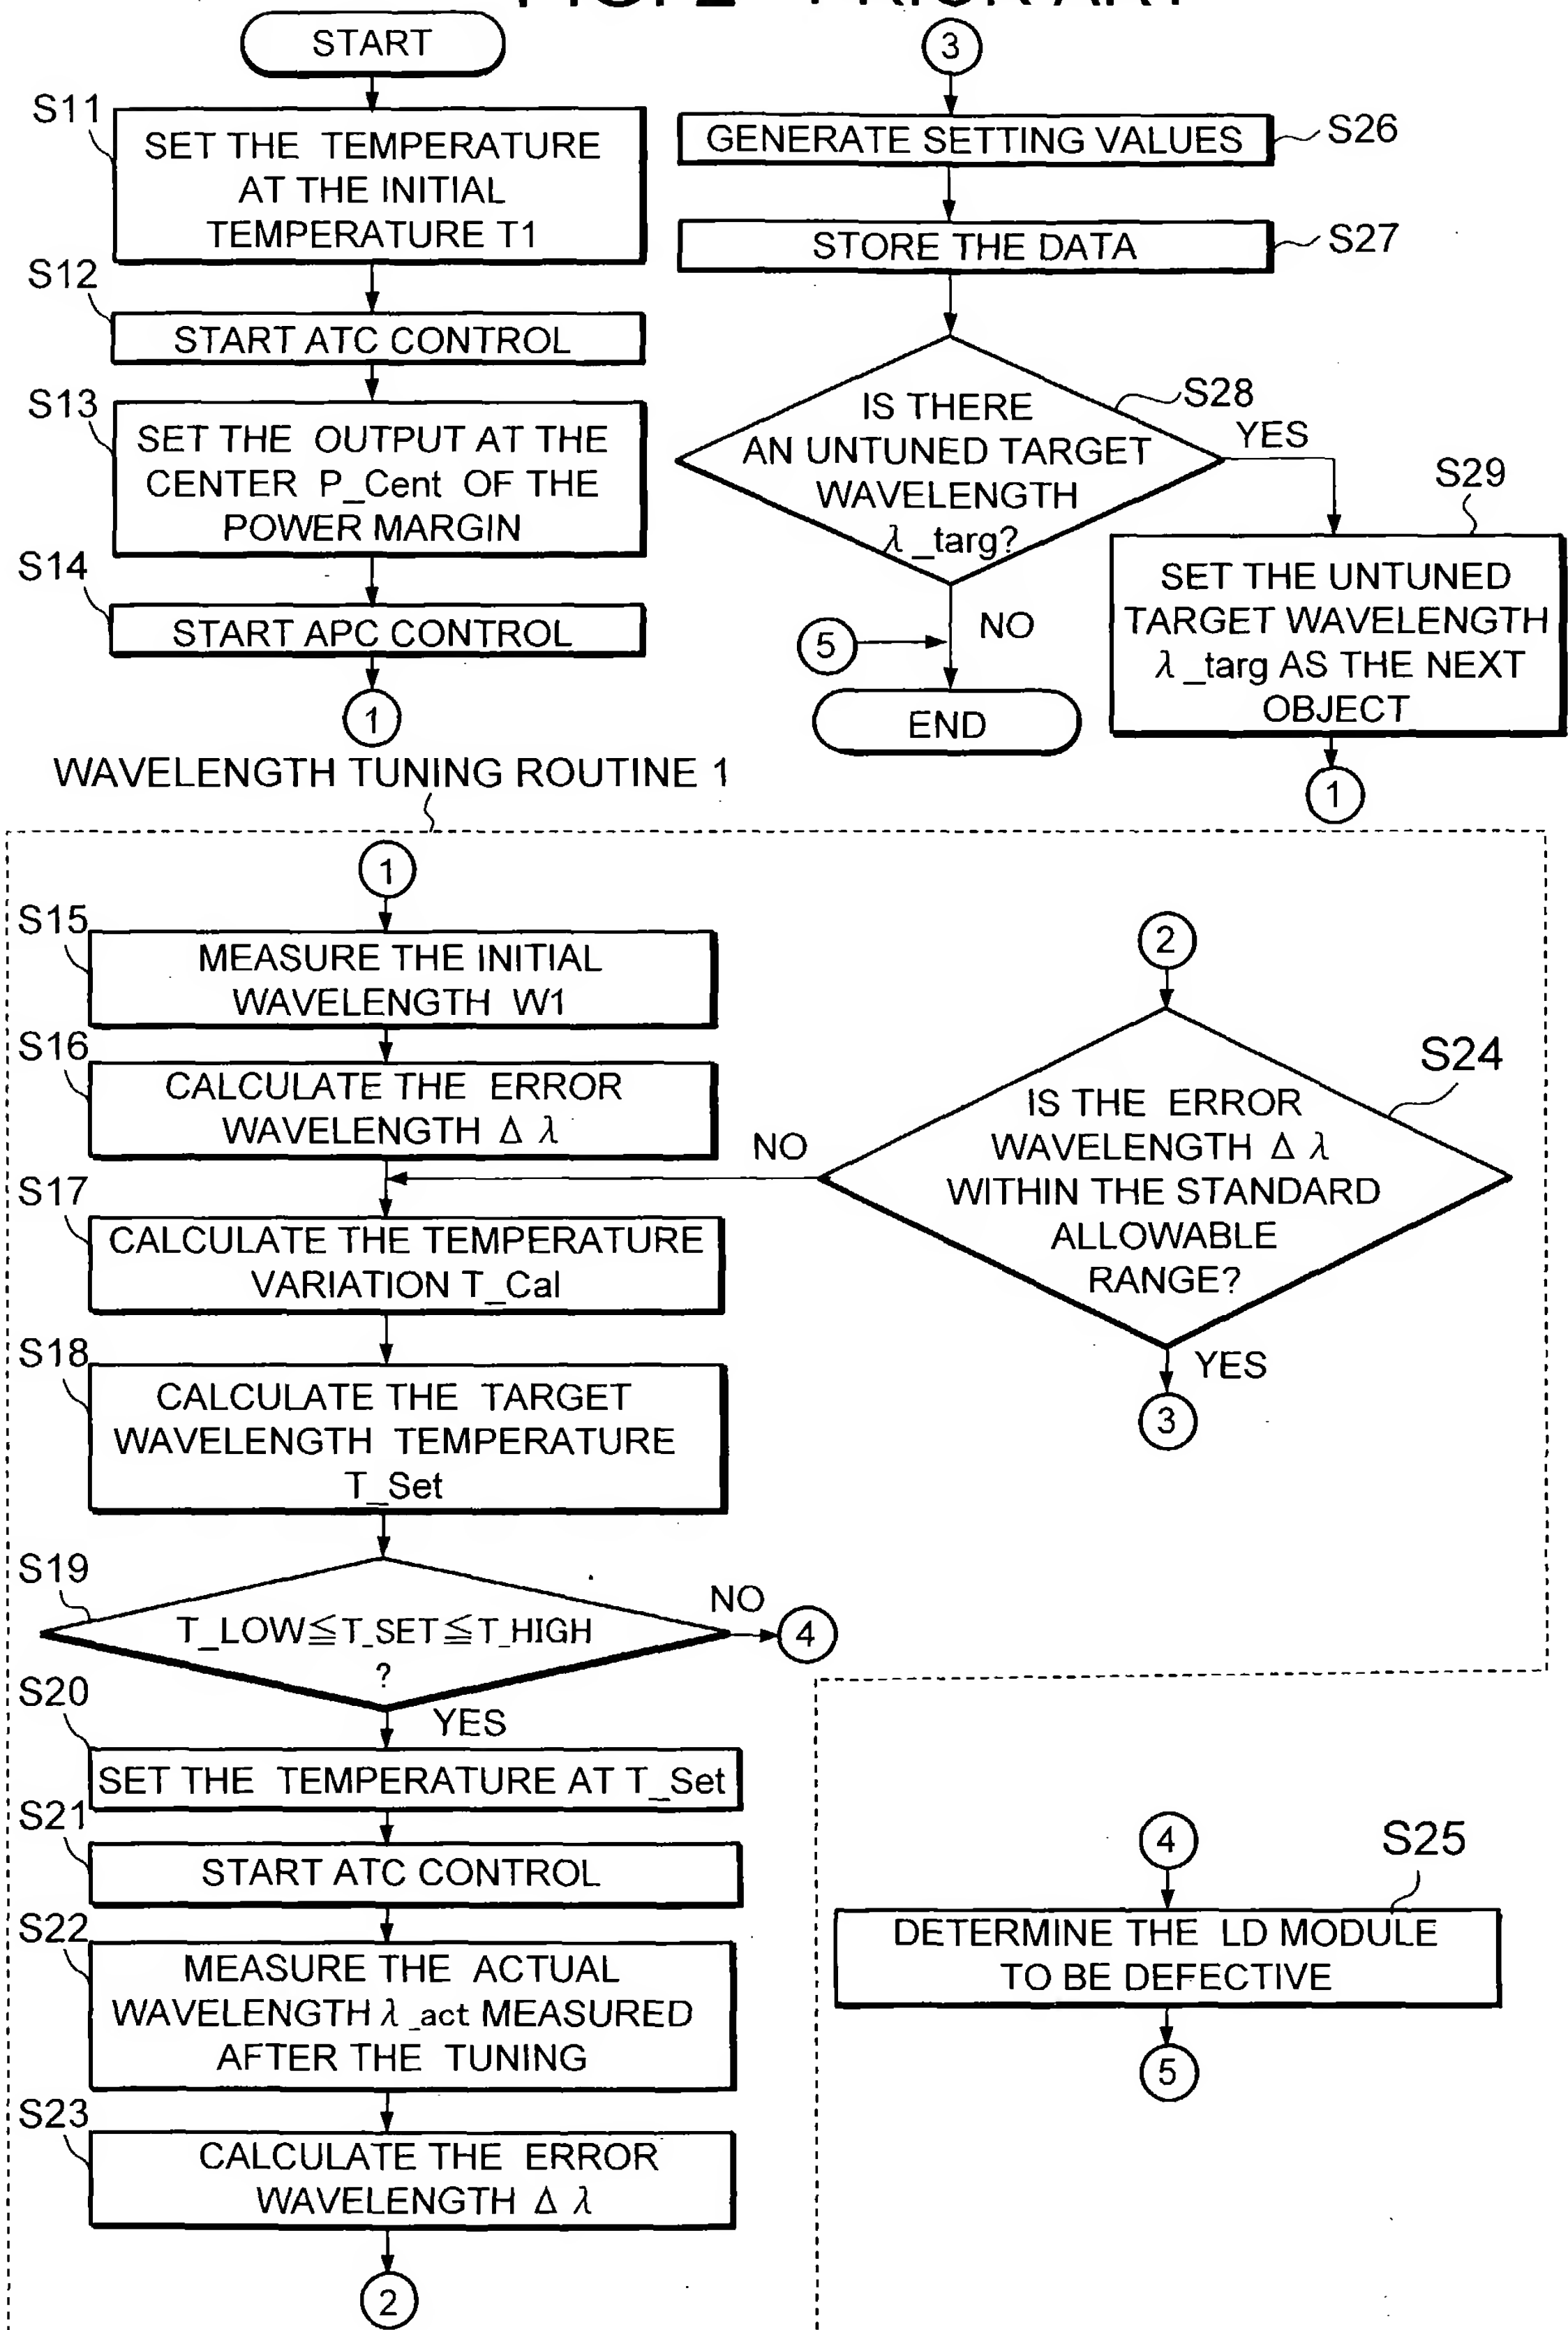 FIG. 2 PRIOR ART
START
S11
SET THE TEMPERATURE
AT THE INITIAL
TEMPERATURE T1
S12
START ATC CONTROL
S13
SET THE OUTPUT AT THE
CENTER P_Cent OF THE
POWER MARGIN
S14
START APC CONTROL
1
3
GENERATE SETTING VALUES
S26
STORE THE DATA
S27
IS THERE
AN UNTUNED TARGET
WAVELENGTH
λ_targ?
S28
YES
S29
SET THE UNTUNED
TARGET WAVELENGTH
λ_targ AS THE NEXT
OBJECT
1
NO
5
END
WAVELENGTH TUNING ROUTINE 1
1
S15
MEASURE THE INITIAL
WAVELENGTH W1
S16
CALCULATE THE ERROR
WAVELENGTH Δ λ
S17
CALCULATE THE TEMPERATURE
VARIATION T_Cal
S18
CALCULATE THE TARGET
WAVELENGTH TEMPERATURE
T_Set
S19
T_LOW≦T_SET≦T_HIGH
?
NO
4
YES
S20
SET THE TEMPERATURE AT T_Set
S21
START ATC CONTROL
S22
MEASURE THE ACTUAL
WAVELENGTH λ_act MEASURED
AFTER THE TUNING
S23
CALCULATE THE ERROR
WAVELENGTH Δ λ
2
2
S24
IS THE ERROR
WAVELENGTH Δ λ
WITHIN THE STANDARD
ALLOWABLE
RANGE?
NO
YES
3
4
S25
DETERMINE THE LD MODULE
TO BE DEFECTIVE
5